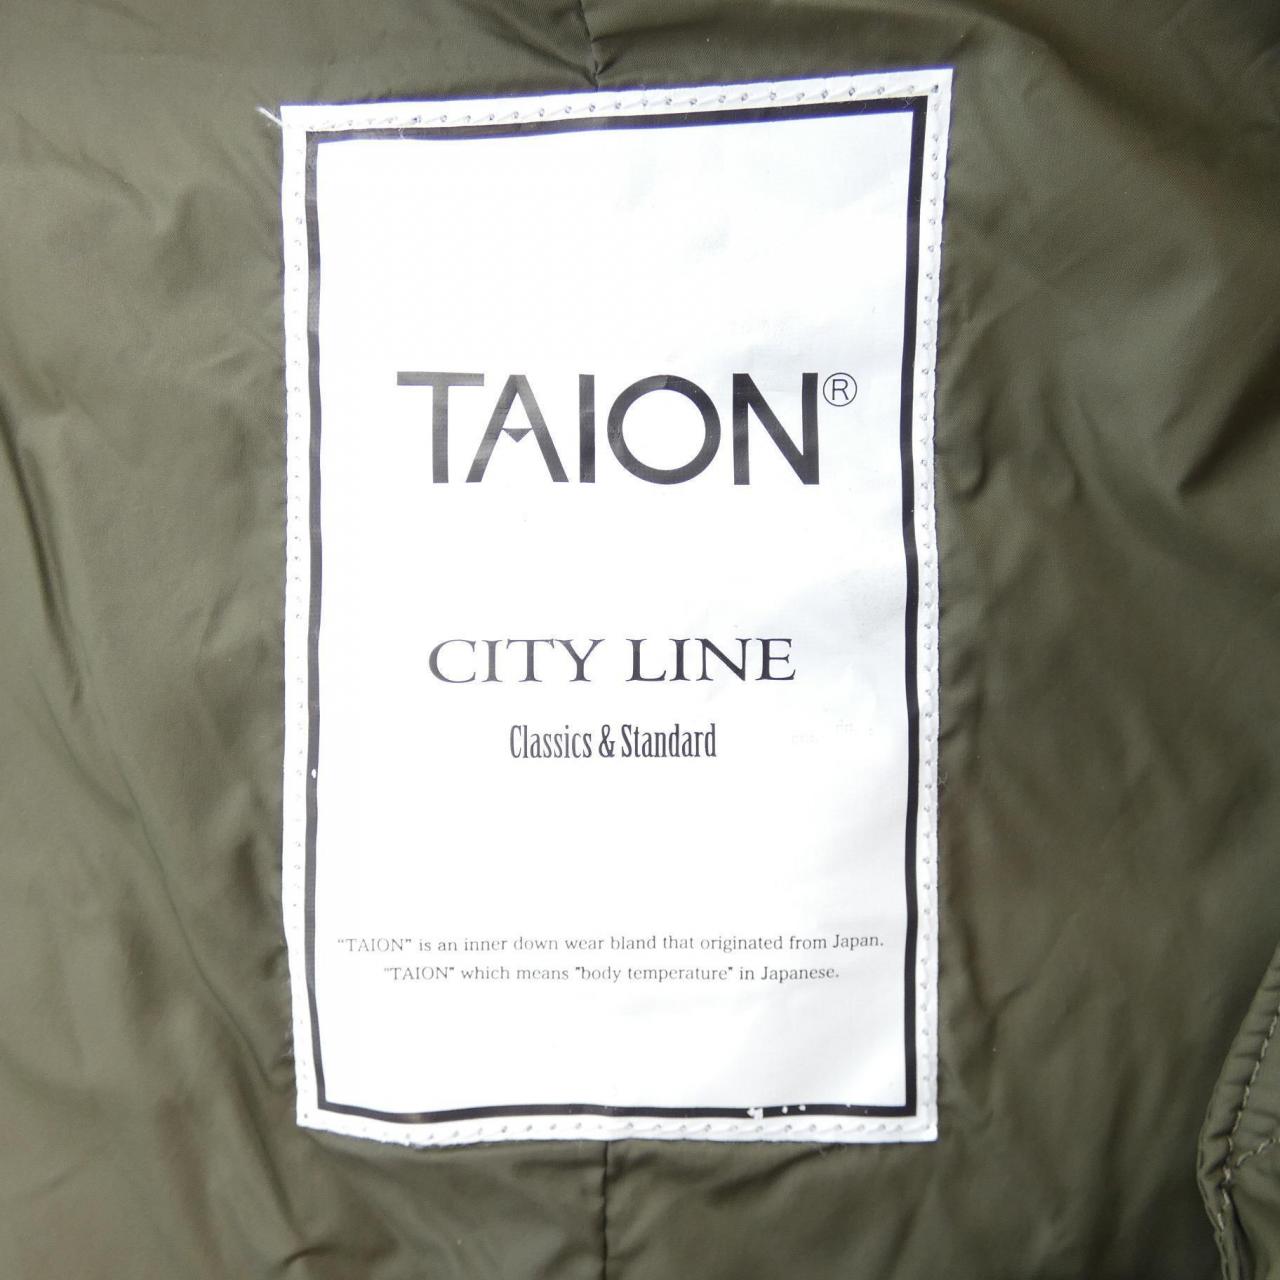 TAION®
CITY LINE
Classics & Standard
"TAION" is an inner down wear bland that originated from Japan.
"TAION" which means "body temperature" in Japanese.